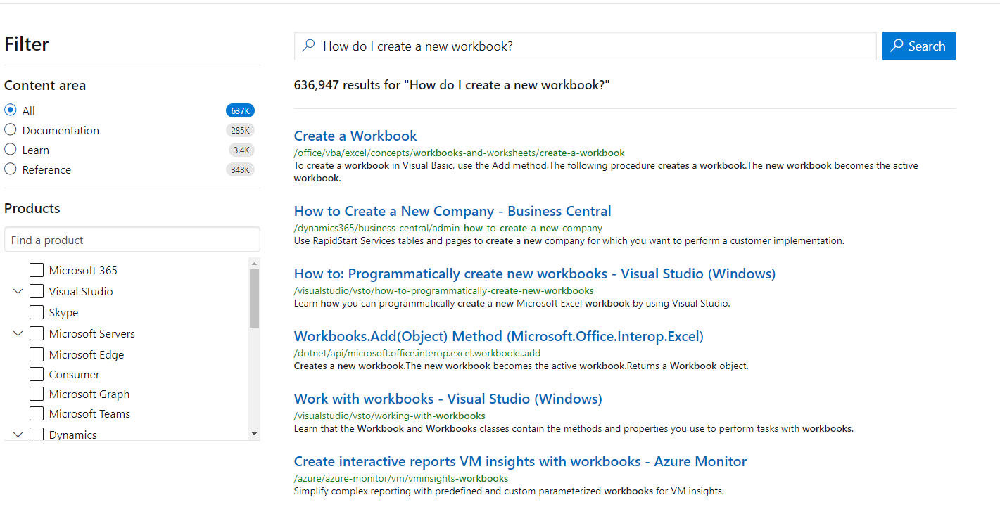 Filter
Content area
All 637K
Documentation 285K
Learn 3.4K
Reference 348K
Products
Find a product
Microsoft 365
Visual Studio
Skype
Microsoft Servers
Microsoft Edge
Consumer
Microsoft Graph
Microsoft Teams
Dynamics
How do I create a new workbook?
Search
636,947 results for "How do I create a new workbook?"
Create a Workbook
/office/vba/excel/concepts/workbooks-and-worksheets/create-a-workbook
To create a workbook in Visual Basic, use the Add method.The following procedure creates a workbook.The new workbook becomes the active
workbook.
How to Create a New Company - Business Central
/dynamics365/business-central/admin-how-to-create-a-new-company
Use RapidStart Services tables and pages to create a new company for which you want to perform a customer implementation.
How to: Programmatically create new workbooks - Visual Studio (Windows)
/visualstudio/vsto/how-to-programmatically-create-new-workbooks
Learn how you can programmatically create a new Microsoft Excel workbook by using Visual Studio.
Workbooks.Add(Object) Method (Microsoft.Office.Interop.Excel)
/dotnet/api/microsoft.office.interop.excel.workbooks.add
Creates a new workbook.The new workbook becomes the active workbook.Returns a Workbook object.
Work with workbooks - Visual Studio (Windows)
/visualstudio/vsto/working-with-workbooks
Learn that the Workbook and Workbooks classes contain the methods and properties you use to perform tasks with workbooks.
Create interactive reports VM insights with workbooks - Azure Monitor
/azure/azure-monitor/vm/vminsights-workbooks
Simplify complex reporting with predefined and custom parameterized workbooks for VM insights.